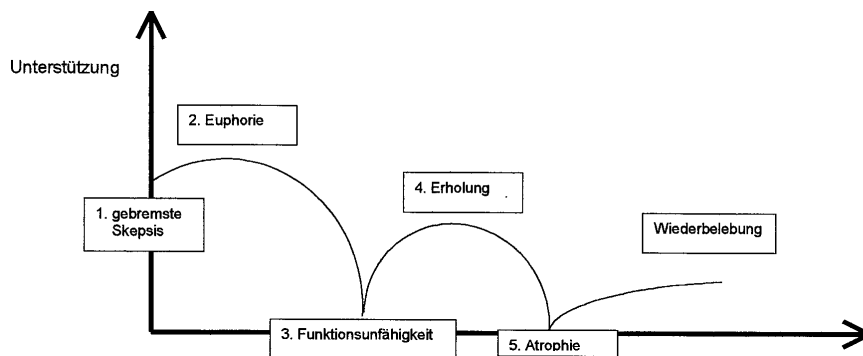 Unterstützung
2. Euphorie
4. Erholung
1. gebremste
Skepsis
Wiederbelebung
3. Funktionsunfähigkeit
5. Atrophie